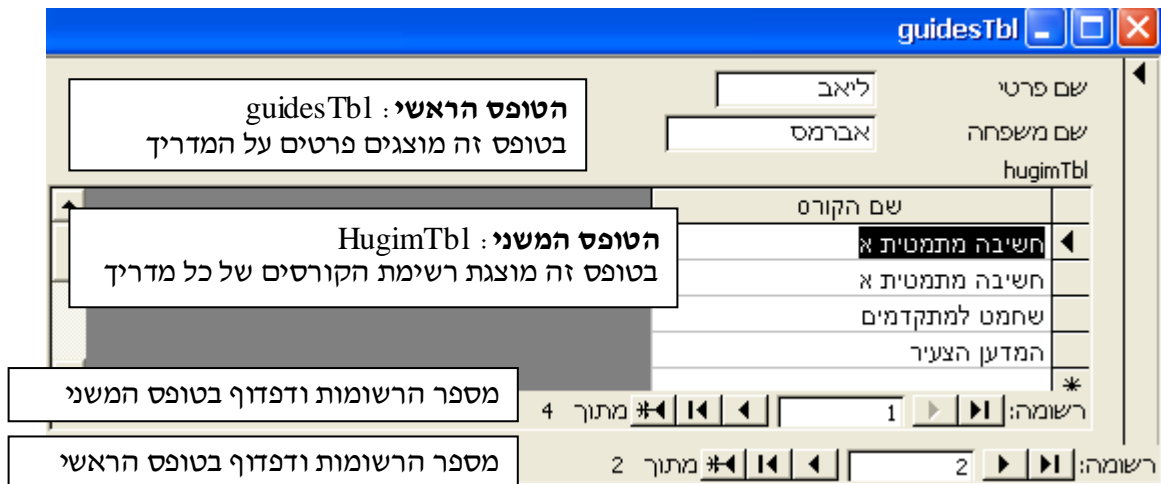 guidesTbl
שם פרטי
ליאב
שם משפחה
אברמס
הטופס הראשי: guidesTbl
בטופס זה מוצגים פרטים על המדריך
hugimTbl
שם הקורס
חשיבה מתמטית א
חשיבה מתמטית א
שחמט למתקדמים
המדען הצעיר
הטופס המשני: HugimTbl
בטופס זה מוצגת רשימת הקורסים של כל מדריך
רשומה: 1 מתוך 4
מספר הרשומות ודפדוף בטופס המשני
רשומה: 2 מתוך 2
מספר הרשומות ודפדוף בטופס הראשי